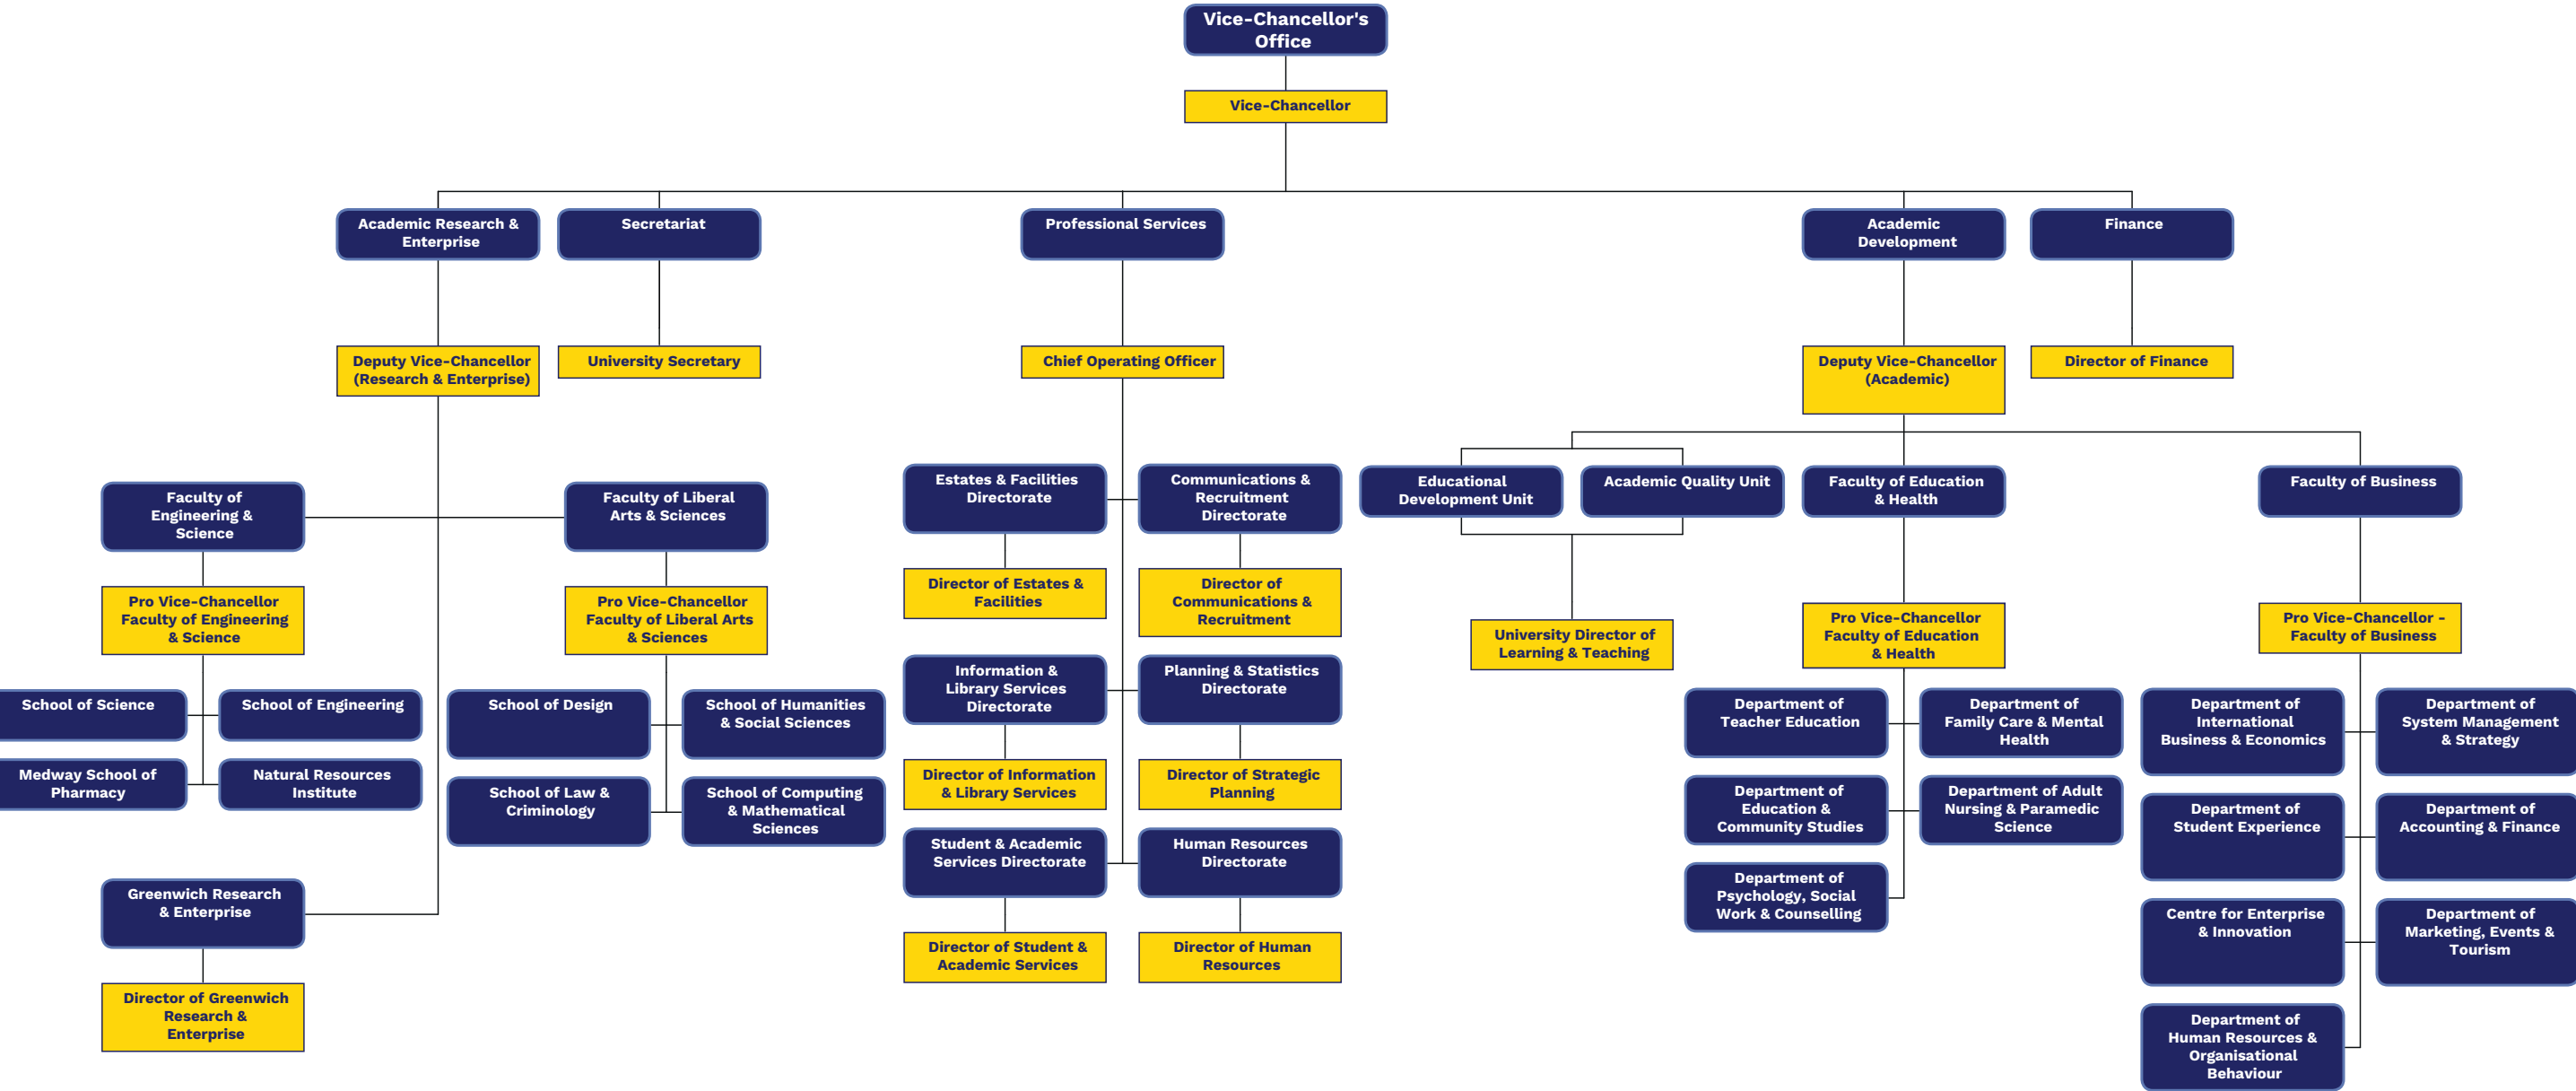 Vice-Chancellor's
Office
Vice-Chancellor
Academic Research &
Enterprise
Secretariat
Professional Services
Academic
Development
Finance
Deputy Vice-Chancellor
(Research & Enterprise)
University Secretary
Chief Operating Officer
Deputy Vice-Chancellor
(Academic)
Director of Finance
Faculty of
Engineering &
Science
Faculty of Liberal
Arts & Sciences
Pro Vice-Chancellor
Faculty of Engineering
& Science
Pro Vice-Chancellor
Faculty of Liberal Arts
& Sciences
School of Science
School of Engineering
Medway School of
Pharmacy
Natural Resources
Institute
School of Design
School of Humanities
& Social Sciences
School of Law &
Criminology
School of Computing
& Mathematical
Sciences
Greenwich Research
& Enterprise
Director of Greenwich
Research &
Enterprise
Estates & Facilities
Directorate
Communications &
Recruitment
Directorate
Director of Estates &
Facilities
Director of
Communications &
Recruitment
Information &
Library Services
Directorate
Planning & Statistics
Directorate
Director of Information
& Library Services
Director of Strategic
Planning
Student & Academic
Services Directorate
Human Resources
Directorate
Director of Student &
Academic Services
Director of Human
Resources
Educational
Development Unit
Academic Quality Unit
University Director of
Learning & Teaching
Faculty of Education
& Health
Pro Vice-Chancellor
Faculty of Education
& Health
Department of
Teacher Education
Department of
Family Care & Mental
Health
Department of
Education &
Community Studies
Department of Adult
Nursing & Paramedic
Science
Department of
Psychology, Social
Work & Counselling
Faculty of Business
Pro Vice-Chancellor -
Faculty of Business
Department of
International
Business & Economics
Department of
System Management
& Strategy
Department of
Student Experience
Department of
Accounting & Finance
Centre for Enterprise
& Innovation
Department of
Marketing, Events &
Tourism
Department of
Human Resources &
Organisational
Behaviour